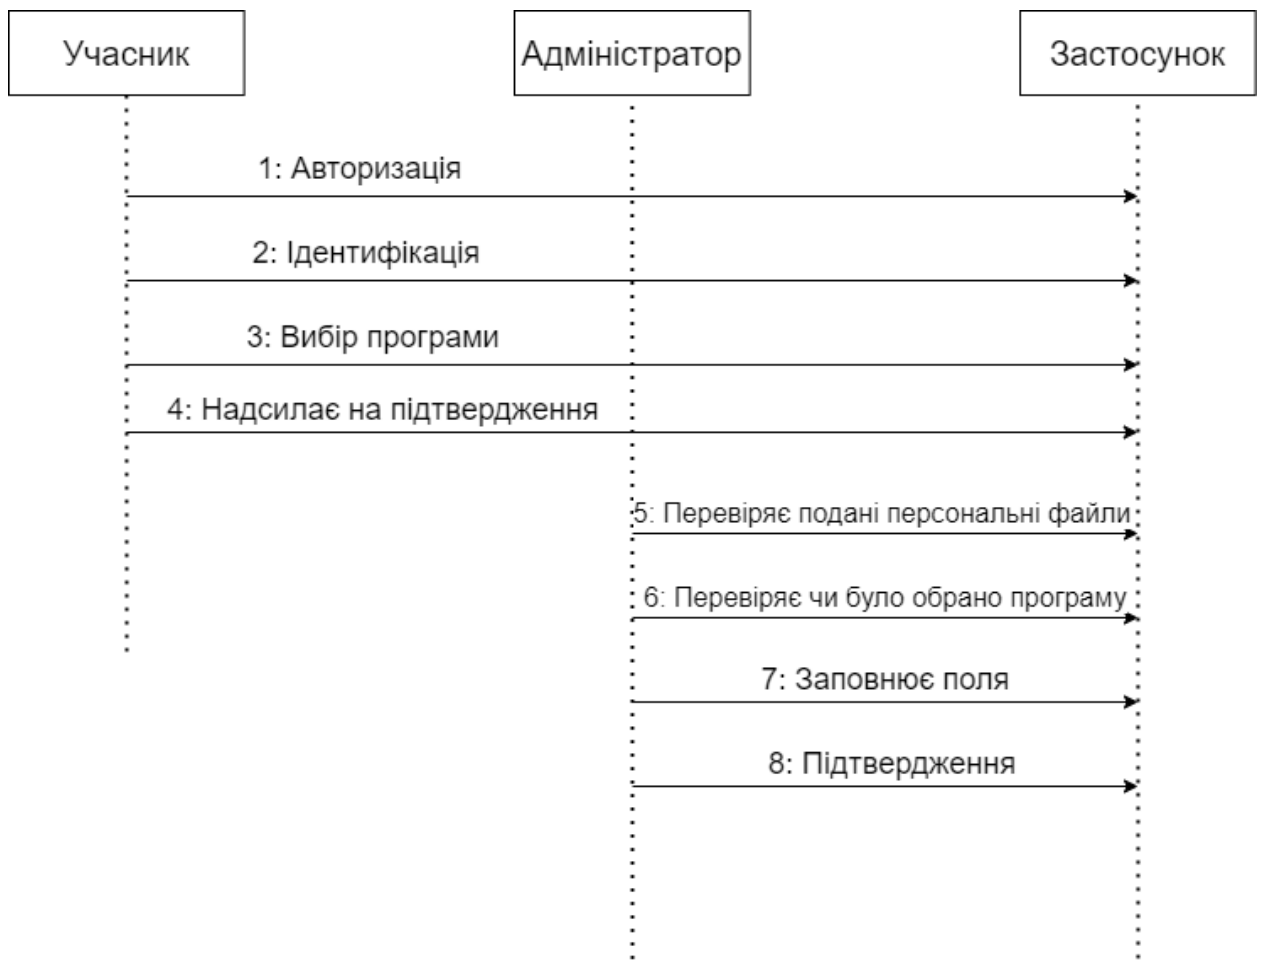 Учасник
Адміністратор
Застосунок
1: Авторизація
2: Ідентифікація
3: Вибір програми
4: Надсилає на підтвердження
5: Перевіряє подані персональні файли
6: Перевіряє чи було обрано програму
7: Заповнює поля
8: Підтвердження